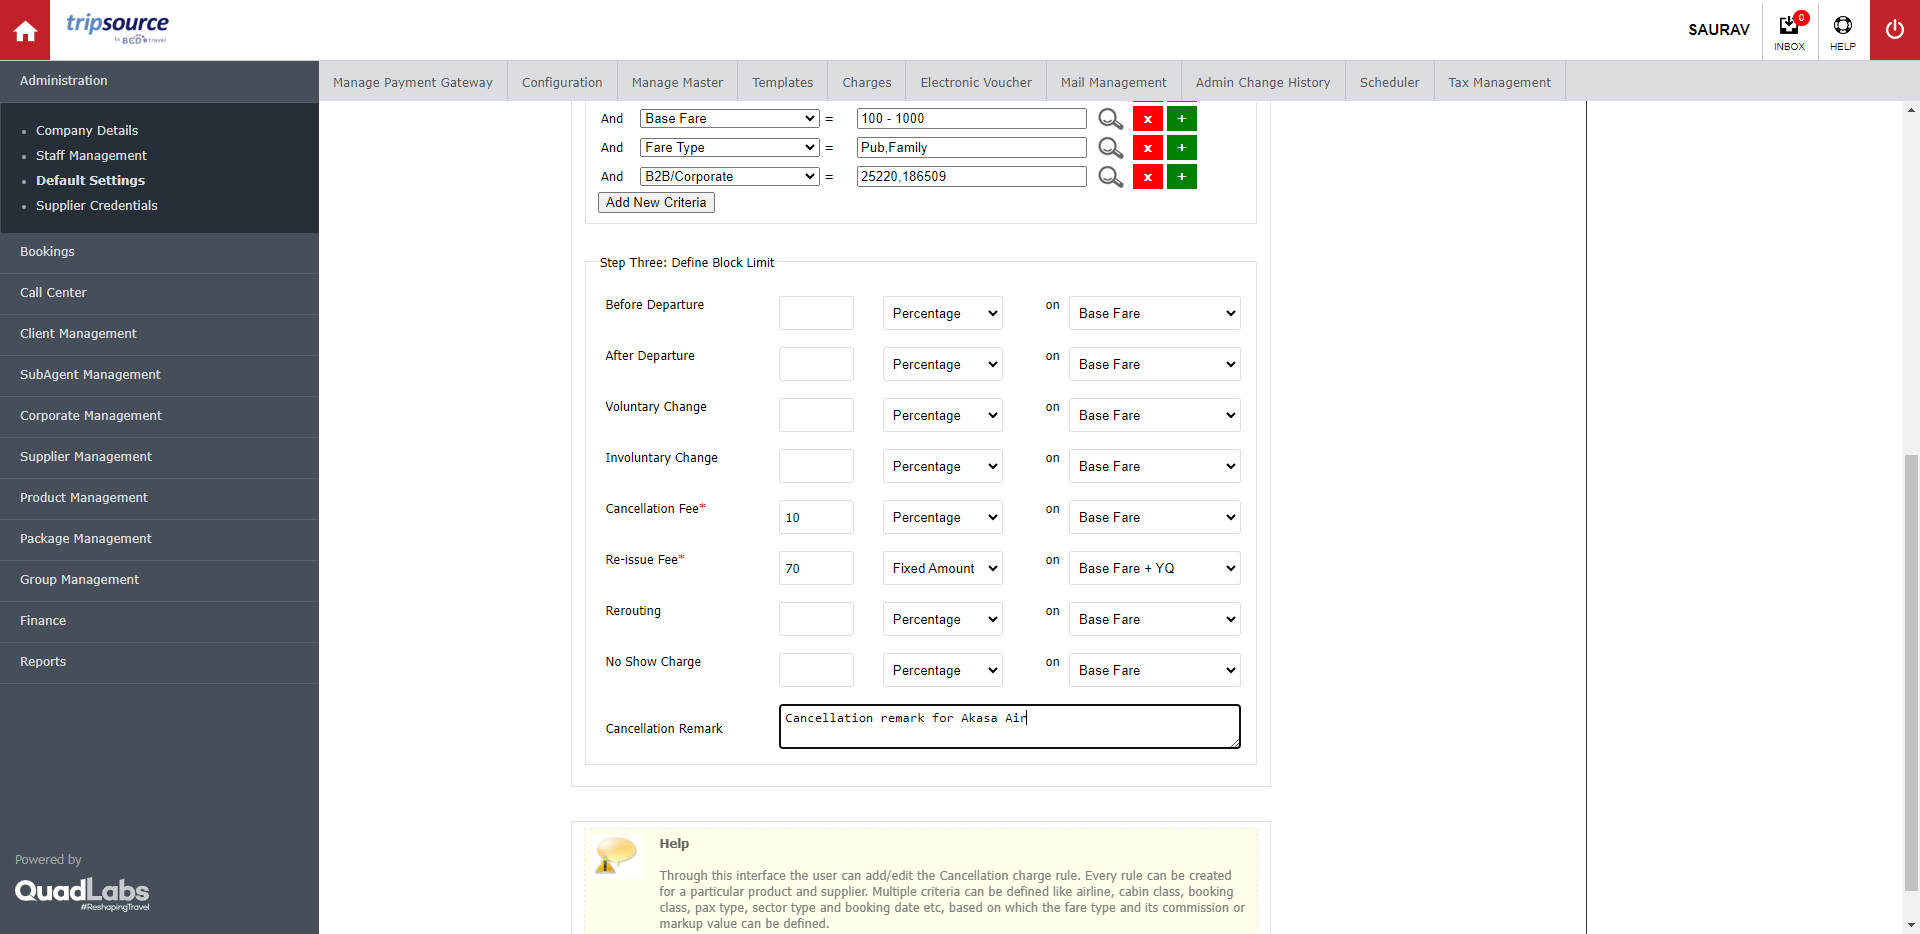 tripsource
by BCD travel
SAURAV
0
INBOX
HELP
Administration
Manage Payment Gateway
Configuration
Manage Master
Templates
Charges
Electronic Voucher
Mail Management
Admin Change History
Scheduler
Tax Management
Company Details
Staff Management
Default Settings
Supplier Credentials
Bookings
Call Center
Client Management
SubAgent Management
Corporate Management
Supplier Management
Product Management
Package Management
Group Management
Finance
Reports
Powered by
QuadLabs
#ReshapingTravel
And Base Fare = 100 - 1000 x +
And Fare Type = Pub,Family x +
And B2B/Corporate = 25220,186509 x +
Add New Criteria
Step Three: Define Block Limit
Before Departure Percentage on Base Fare
After Departure Percentage on Base Fare
Voluntary Change Percentage on Base Fare
Involuntary Change Percentage on Base Fare
Cancellation Fee* 10 Percentage on Base Fare
Re-issue Fee* 70 Fixed Amount on Base Fare + YQ
Rerouting Percentage on Base Fare
No Show Charge Percentage on Base Fare
Cancellation Remark Cancellation remark for Akasa Air
Help
Through this interface the user can add/edit the Cancellation charge rule. Every rule can be created
for a particular product and supplier. Multiple criteria can be defined like airline, cabin class, booking
class, pax type, sector type and booking date etc, based on which the fare type and its commission or
markup value can be defined.